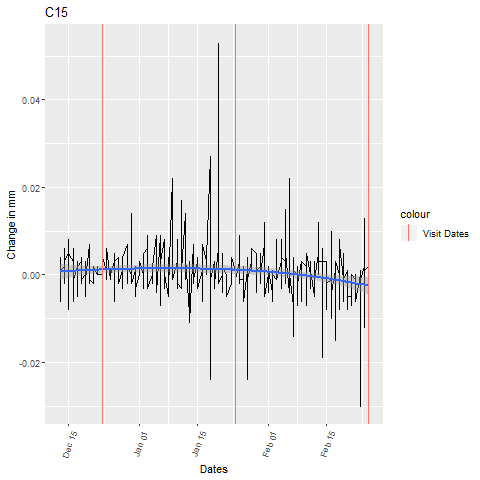 C15
0.04
0.02
0.00
-0.02
Change in mm
Dec 15
Jan 01
Jan 15
Feb 01
Feb 15
Dates
colour
Visit Dates